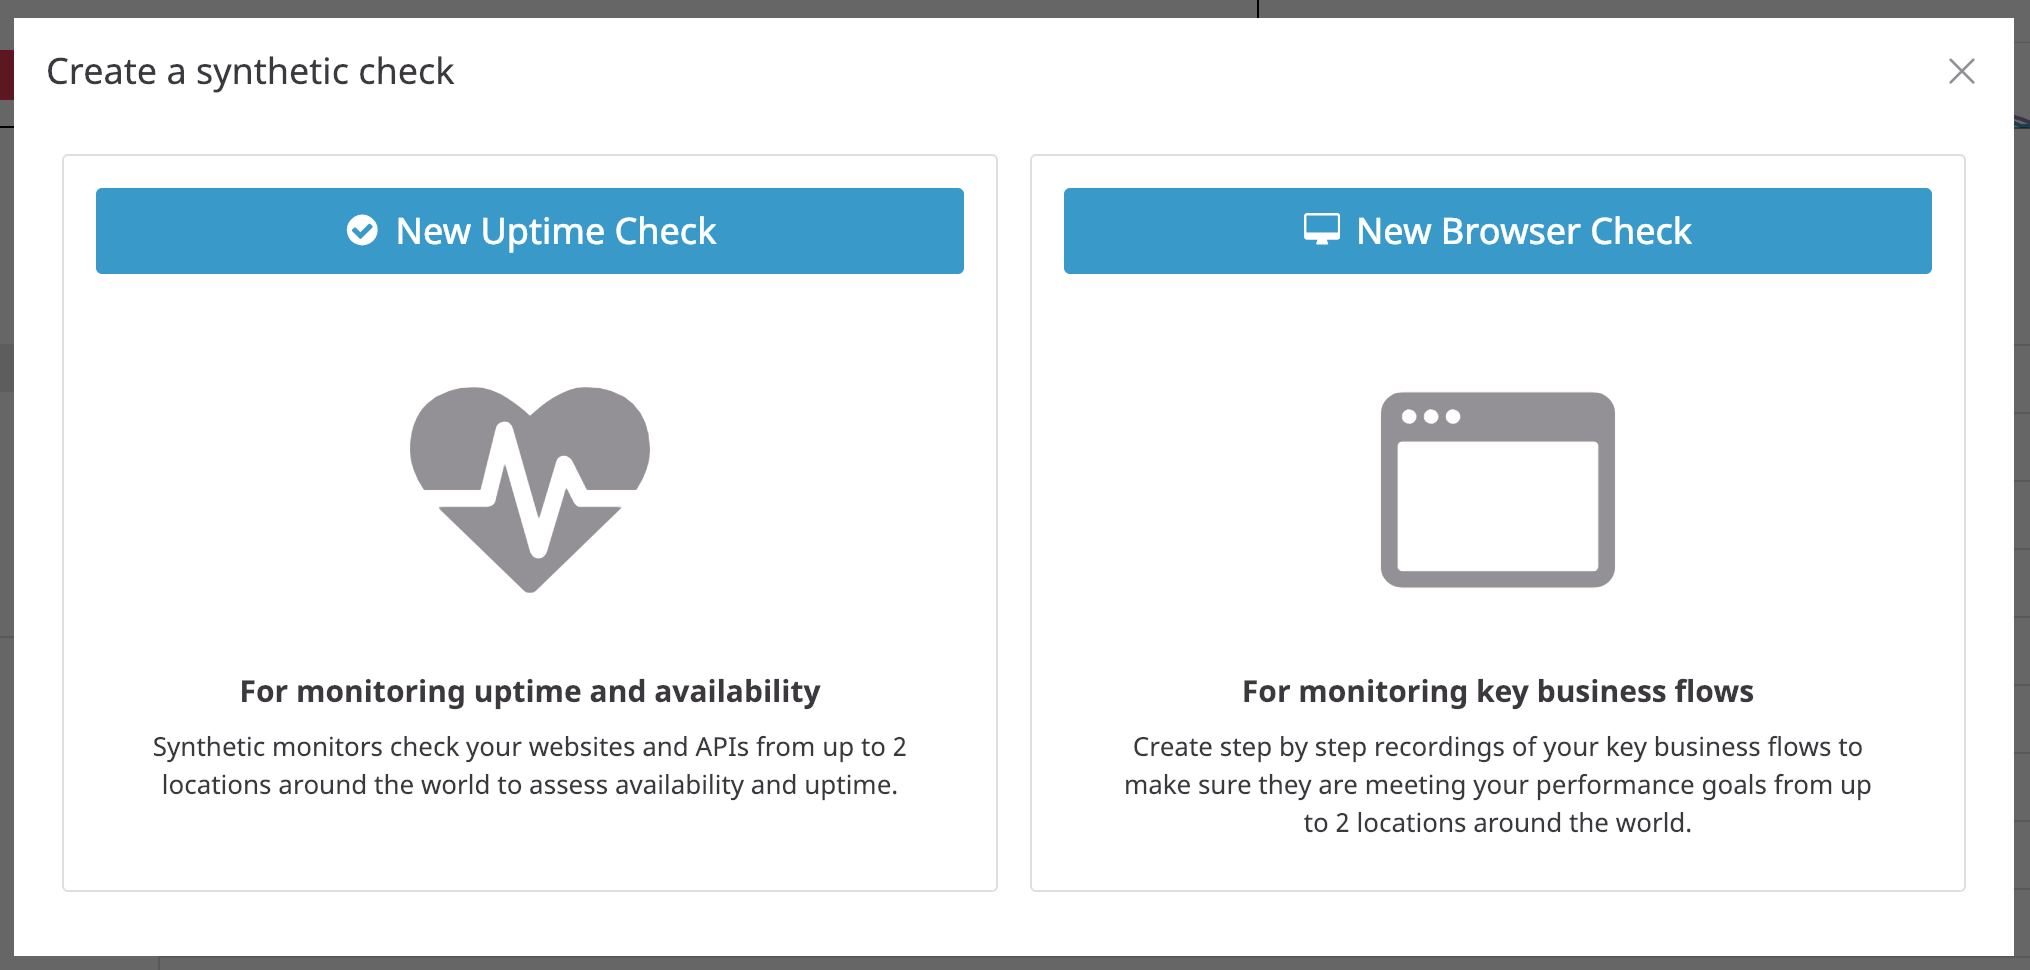 Create a synthetic check
New Uptime Check
For monitoring uptime and availability
Synthetic monitors check your websites and APIs from up to 2
locations around the world to assess availability and uptime.
New Browser Check
For monitoring key business flows
Create step by step recordings of your key business flows to
make sure they are meeting your performance goals from up
to 2 locations around the world.